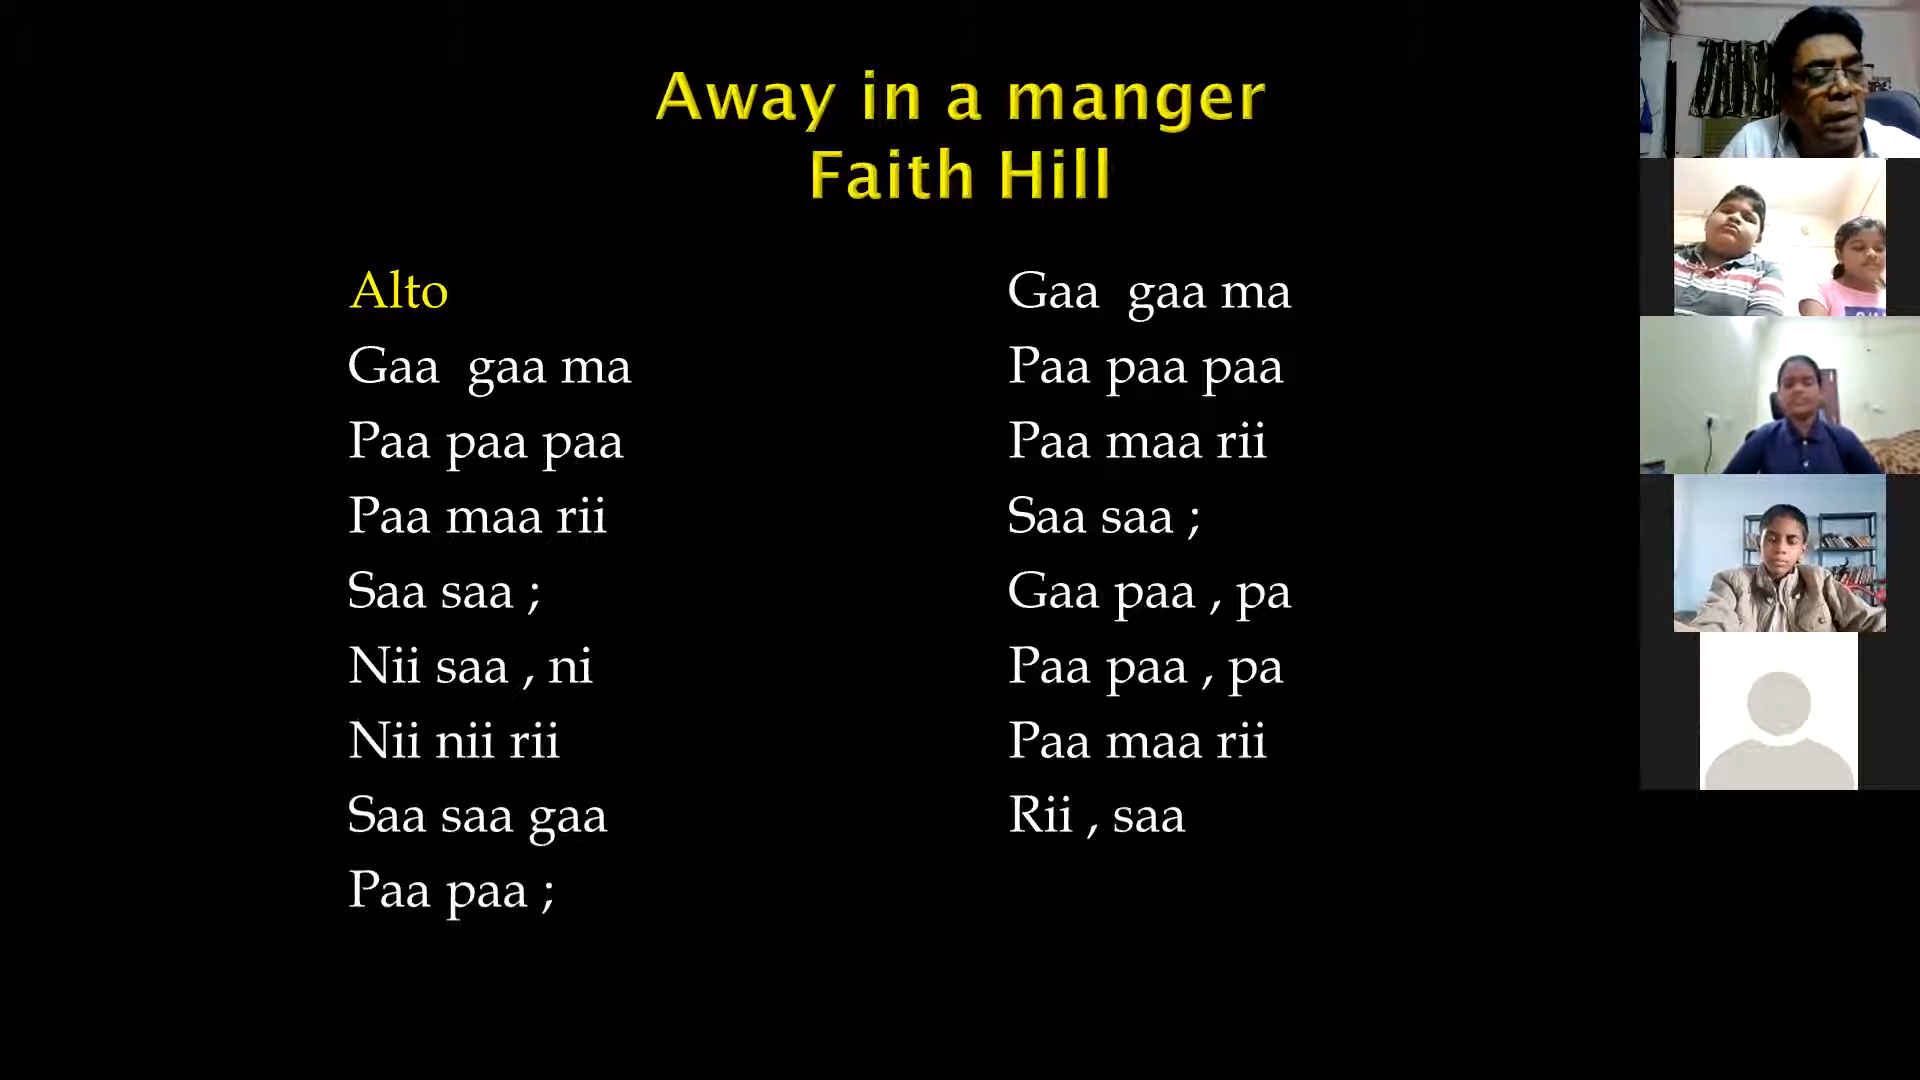 Away in a manger
Faith Hill
Alto
Gaa gaa ma
Paa paa paa
Paa maa rii
Saa saa ;
Nii saa , ni
Nii nii rii
Saa saa gaa
Paa paa ;
Gaa gaa ma
Paa paa paa
Paa maa rii
Saa saa ;
Gaa paa , pa
Paa paa , pa
Paa maa rii
Rii , saa